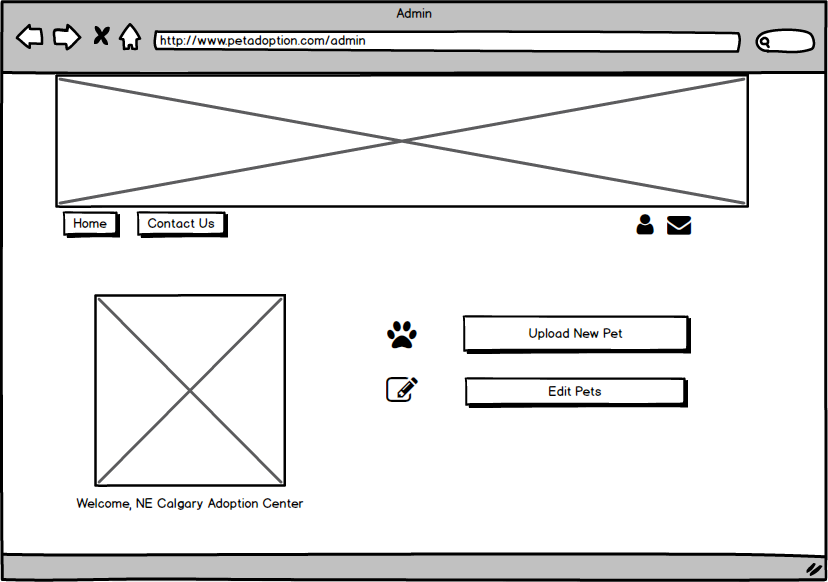 Admin
http://www.petadoption.com/admin
Home
Contact Us
Upload New Pet
Edit Pets
Welcome, NE Calgary Adoption Center